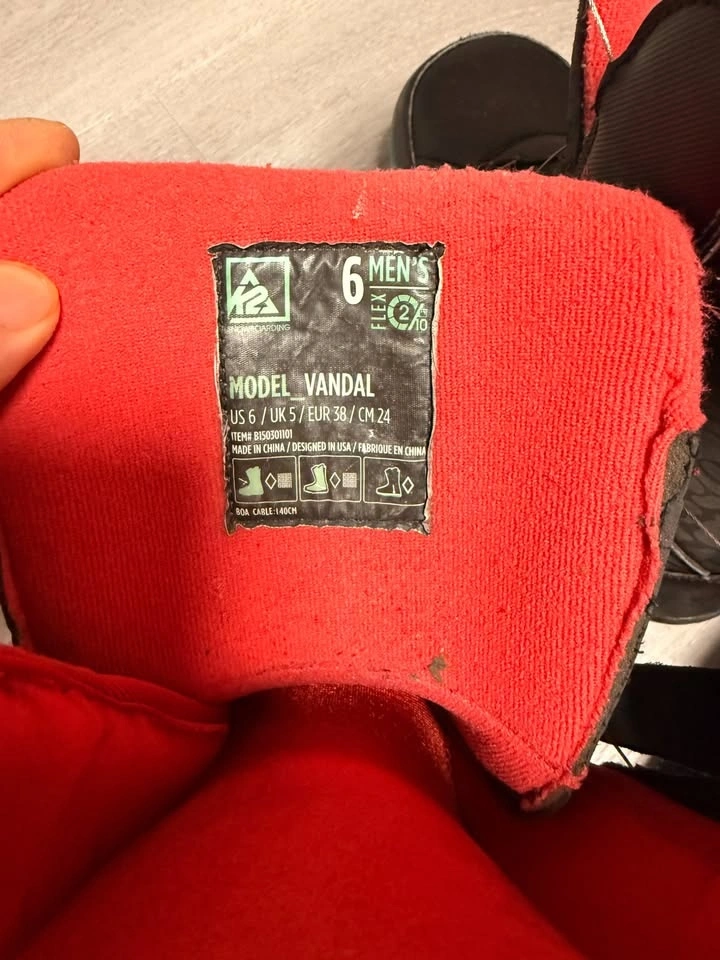 K2
SNOWBOARDING
6 MEN'S
FLEX 2/10
MODEL_VANDAL
US 6 / UK 5 / EUR 38 / CM 24
ITEM# B150301101
MADE IN CHINA / DESIGNED IN USA / FABRIQUE EN CHINA
BOA CABLE:140CM